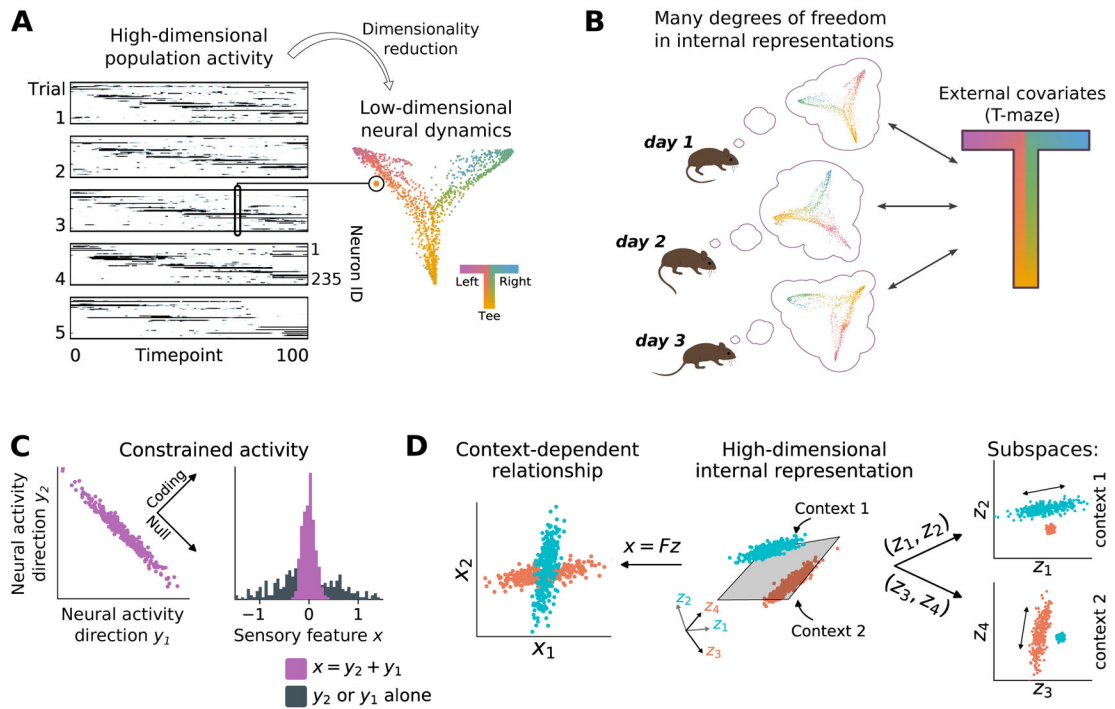 A
High-dimensional
population activity
Dimensionality
reduction
Trial
1
2
3
4
5
0 Timepoint 100
1
235
Neuron ID
Low-dimensional
neural dynamics
Left Right
Tee
B
Many degrees of freedom
in internal representations
day 1
day 2
day 3
External covariates
(T-maze)
C
Constrained activity
Neural activity
direction y₂
Coding
Null
Neural activity
direction y₁
−1 0 1
Sensory feature x
x = y₂ + y₁
y₂ or y₁ alone
D
Context-dependent
relationship
x₂
x₁
x = Fz
High-dimensional
internal representation
Context 1
Context 2
z₂
z₄
z₁
z₃
(z₁, z₂)
(z₃, z₄)
Subspaces:
z₂
z₁
context 1
z₄
z₃
context 2